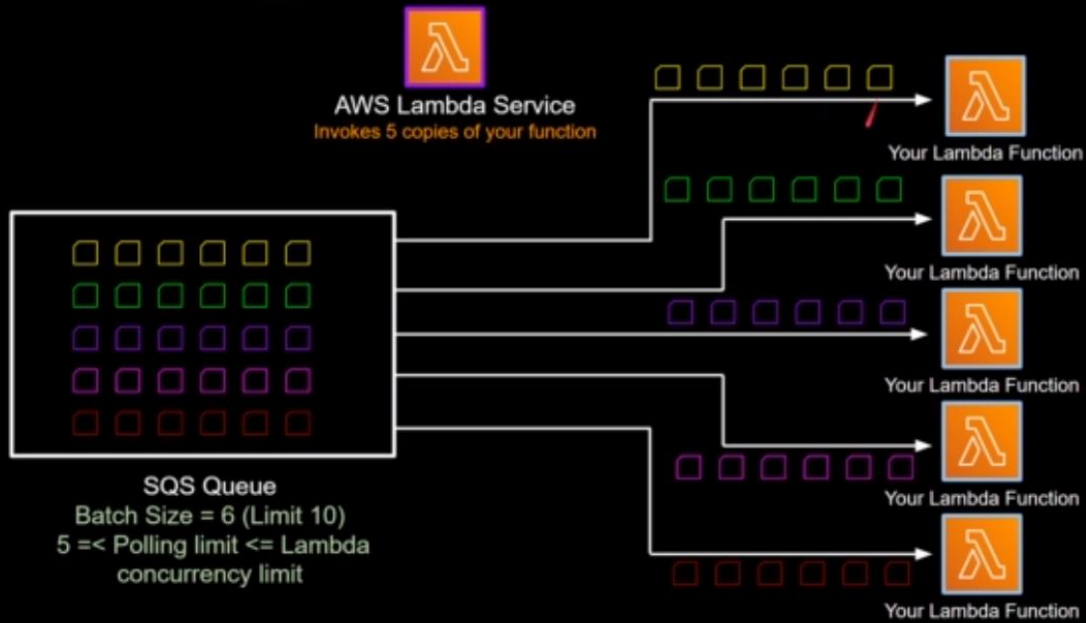 AWS Lambda Service
Invokes 5 copies of your function
Your Lambda Function
Your Lambda Function
Your Lambda Function
Your Lambda Function
Your Lambda Function
SQS Queue
Batch Size = 6 (Limit 10)
5 =< Polling limit <= Lambda
concurrency limit